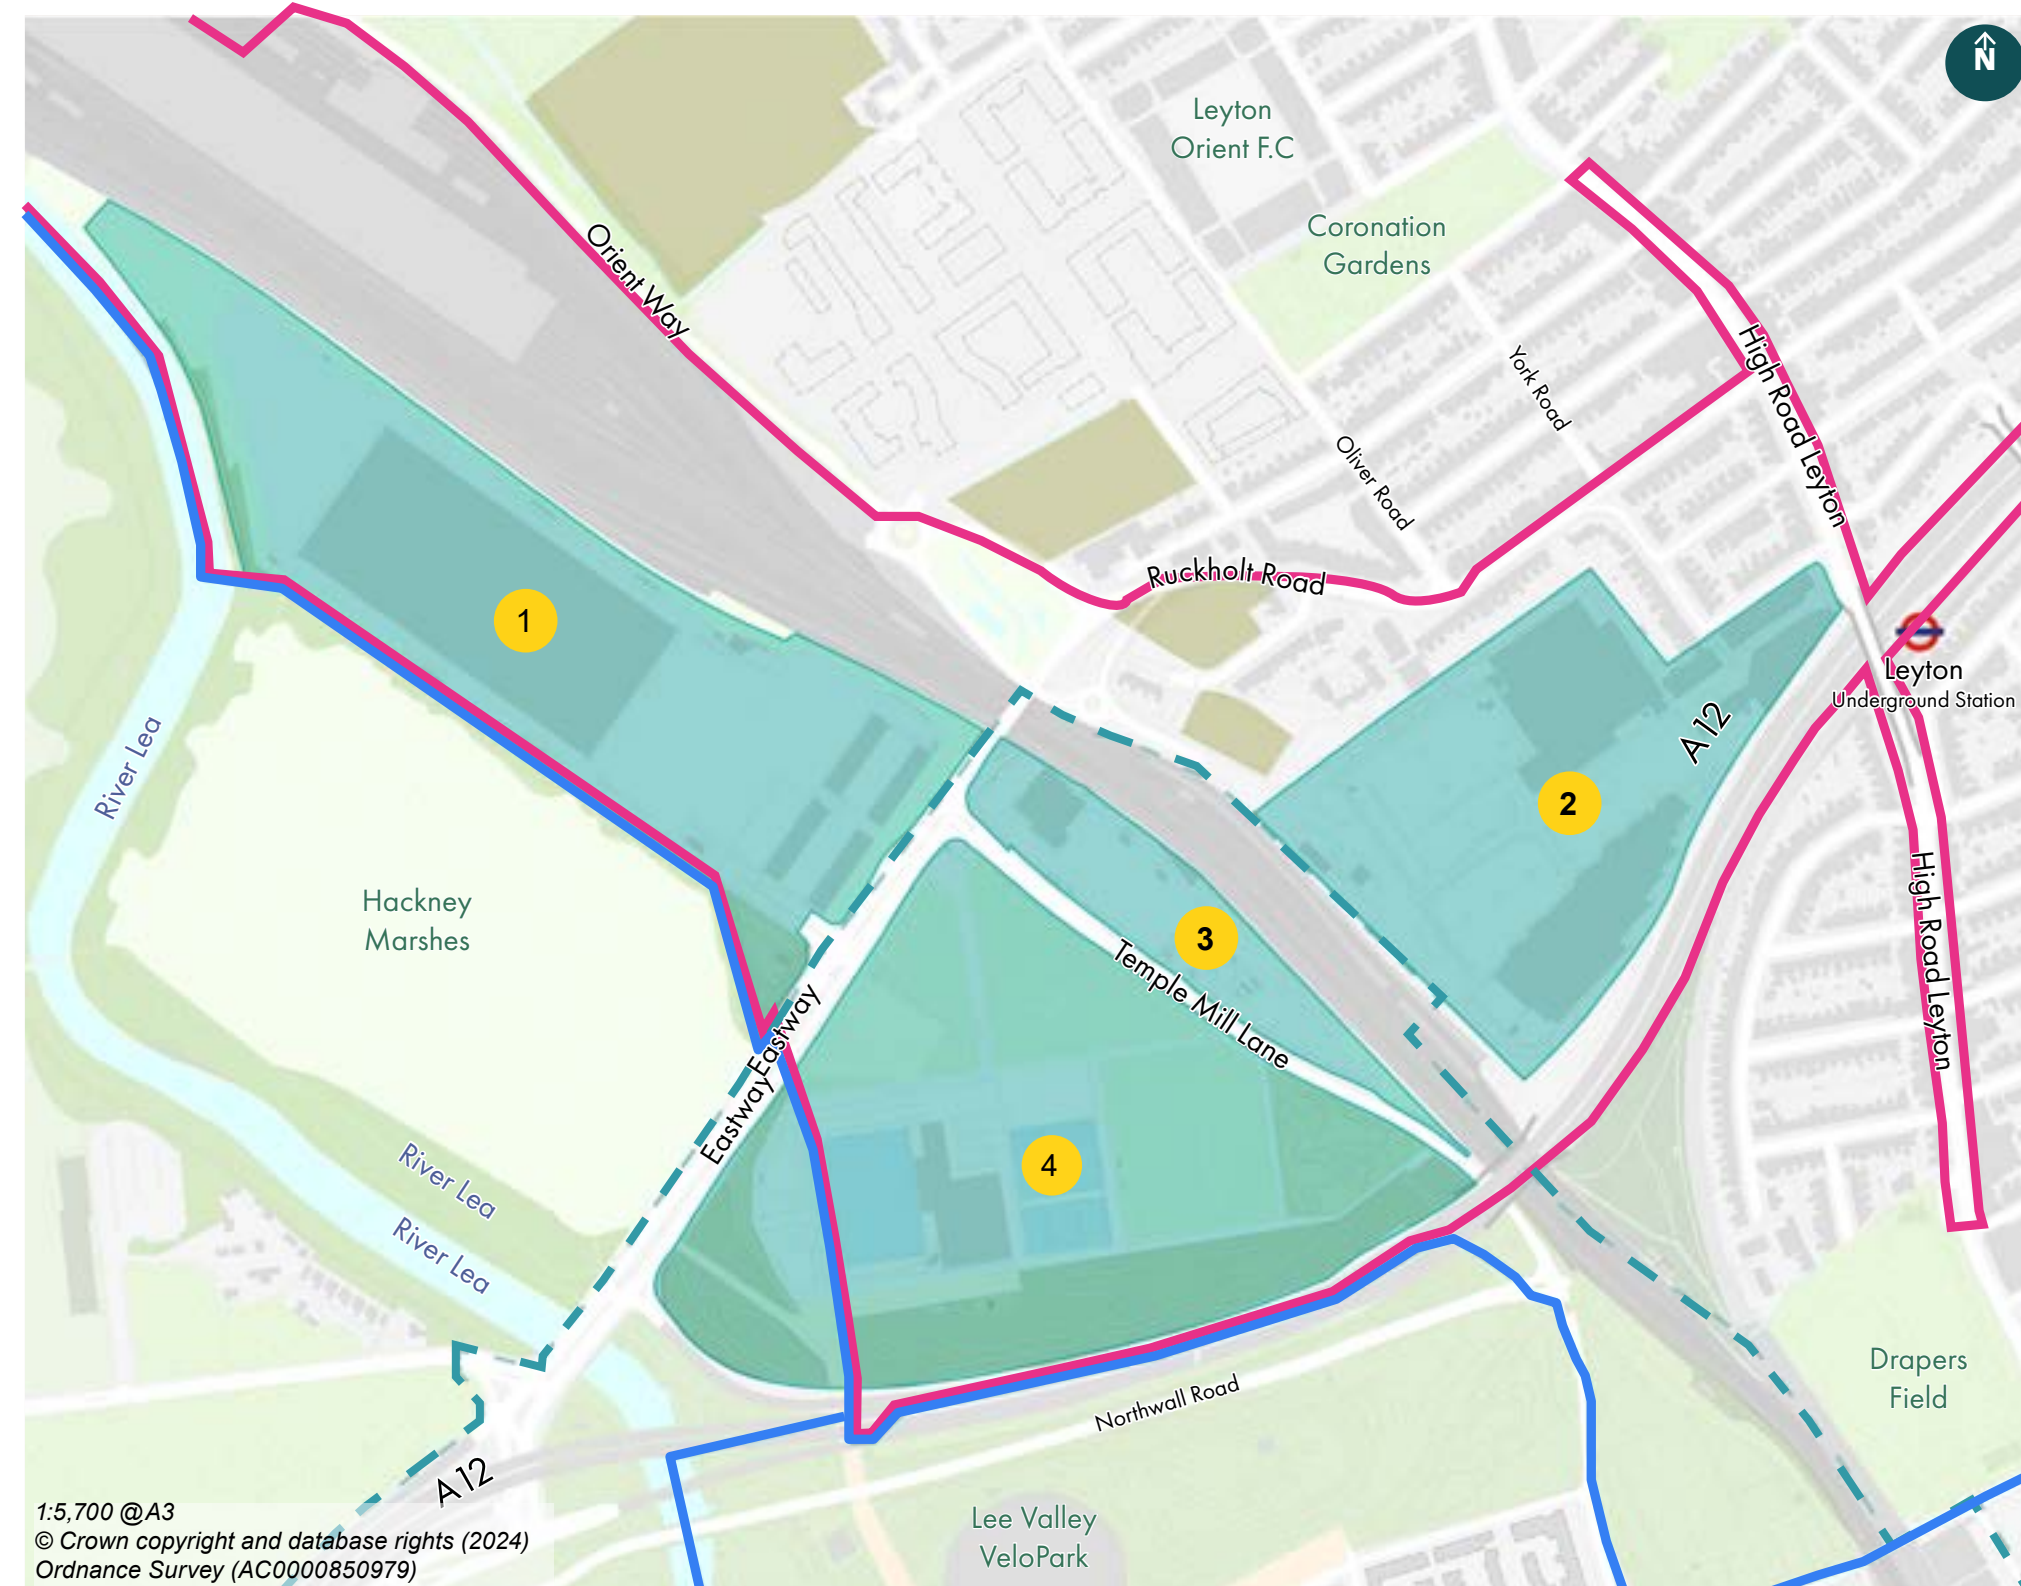 N
Leyton
Orient F.C
Coronation
Gardens
Orient Way
High Road Leyton
York Road
Oliver Road
Ruckholt Road
1
Leyton
Underground Station
A12
2
River Lea
Hackney
Marshes
3
Temple Mill Lane
High Road Leyton
Eastway
Eastway
4
River Lea
River Lea
Drapers
Field
Northwall Road
A12
Lee Valley
VeloPark
1:5,700 @A3
© Crown copyright and database rights (2024)
Ordnance Survey (AC0000850979)